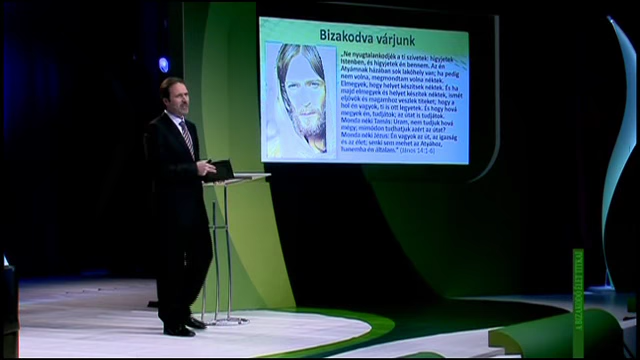 Bizakodva várjunk
„Ne nyugtalankodjék a ti szívetek: higyjetek
Istenben, és higyjetek én bennem. Az én
Atyámnak házában sok lakóhely van; ha pedig
nem volna, megmondtam volna néktek.
Elmegyek, hogy helyet készítsek néktek. És ha
majd elmegyek és helyet készítek néktek, ismét
eljövök és magamhoz veszlek titeket; hogy a
hol én vagyok, ti is ott legyetek. És hogy hová
megyek én, tudjátok; az útat is tudjátok.
Monda néki Tamás: Uram, nem tudjuk hová
mégy; mimódon tudhatjuk azért az útat?
Monda néki Jézus: Én vagyok az út, az igazság
és az élet; senki sem mehet az Atyához,
hanemha én általam.” (János 14:1-6)
A BIZAKODÓ ÉLET TITKAI